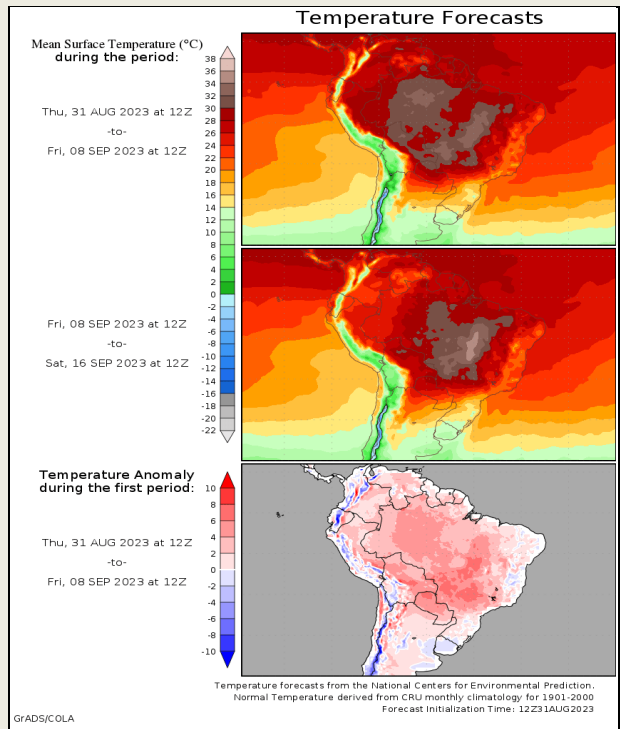 Temperature Forecasts
Mean Surface Temperature (°C)
during the period:
Thu, 31 AUG 2023 at 12Z
-to-
Fri, 08 SEP 2023 at 12Z
38
36
34
32
30
28
26
24
22
20
18
16
14
12
10
8
6
4
2
0
-2
-4
-6
-8
-10
-12
-14
-16
-18
-20
-22
Fri, 08 SEP 2023 at 12Z
-to-
Sat, 16 SEP 2023 at 12Z
Temperature Anomaly
during the first period:
Thu, 31 AUG 2023 at 12Z
-to-
Fri, 08 SEP 2023 at 12Z
10
8
6
4
2
0
-2
-4
-6
-8
-10
Temperature forecasts from the National Centers for Environmental Prediction.
Normal Temperature derived from CRU monthly climatology for 1901-2000
Forecast Initialization Time: 12Z31AUG2023
GrADS/COLA